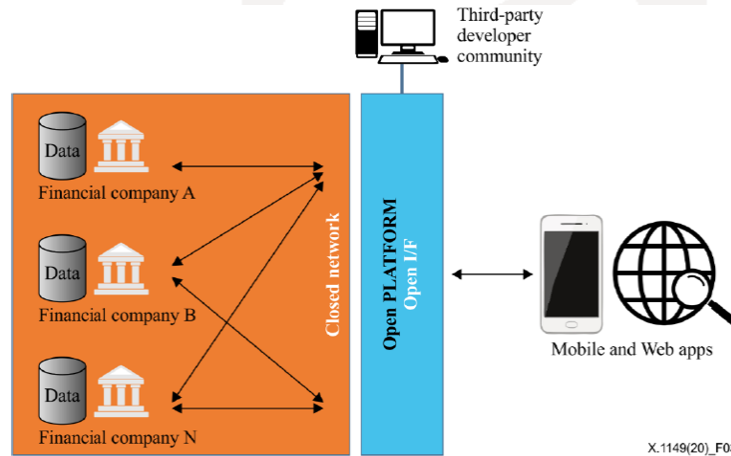 Third-party
developer
community
Data
Financial company A
Data
Financial company B
Data
Financial company N
Closed network
Open PLATFORM
Open I/F
Mobile and Web apps
X.1149(20)_F03